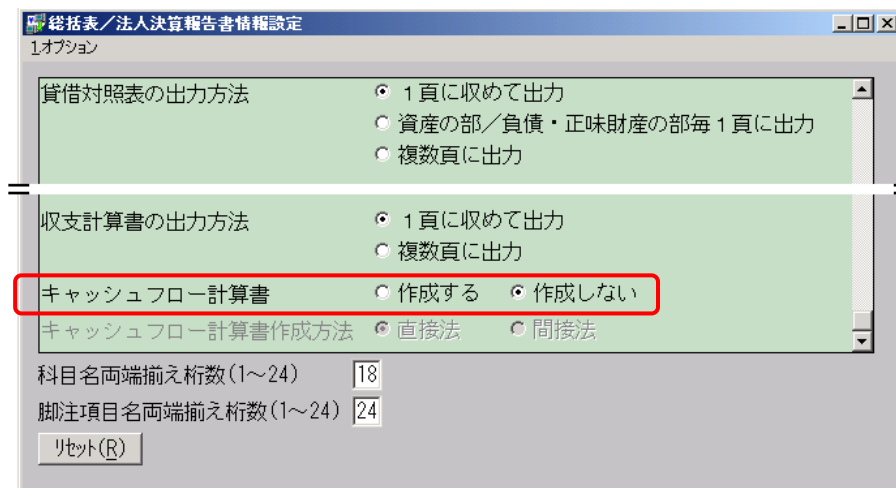 総括表／法人決算報告書情報設定
1.オプション
貸借対照表の出力方法 １頁に収めて出力
資産の部／負債・正味財産の部毎１頁に出力
複数頁に出力
収支計算書の出力方法 １頁に収めて出力
複数頁に出力
キャッシュフロー計算書 作成する 作成しない
キャッシュフロー計算書作成方法 直接法 間接法
科目名両端揃え桁数(1～24) 18
脚注項目名両端揃え桁数(1～24) 24
リセット(R)